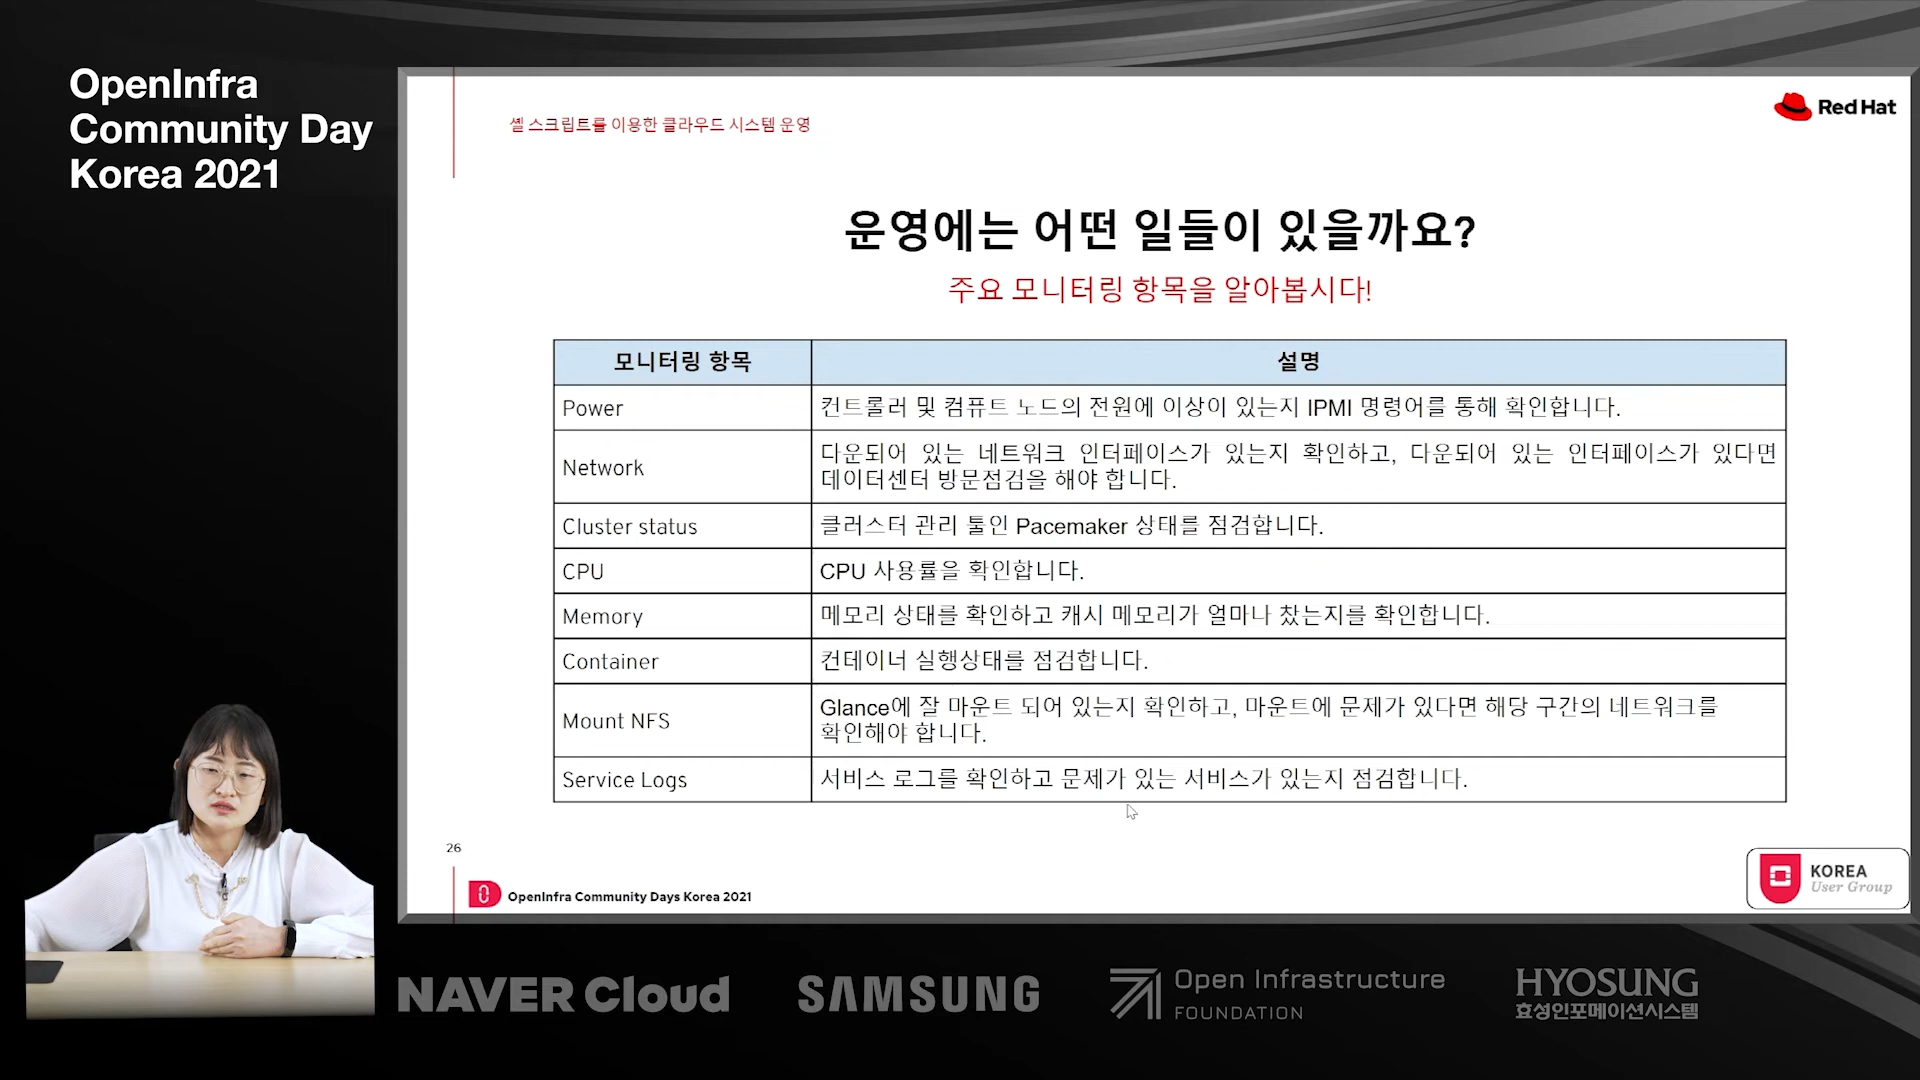 OpenInfra
Community Day
Korea 2021
셸 스크립트를 이용한 클라우드 시스템 운영
Red Hat
운영에는 어떤 일들이 있을까요?
주요 모니터링 항목을 알아봅시다!
모니터링 항목
설명
Power
컨트롤러 및 컴퓨트 노드의 전원에 이상이 있는지 IPMI 명령어를 통해 확인합니다.
Network
다운되어 있는 네트워크 인터페이스가 있는지 확인하고, 다운되어 있는 인터페이스가 있다면
데이터센터 방문점검을 해야 합니다.
Cluster status
클러스터 관리 툴인 Pacemaker 상태를 점검합니다.
CPU
CPU 사용률을 확인합니다.
Memory
메모리 상태를 확인하고 캐시 메모리가 얼마나 찼는지를 확인합니다.
Container
컨테이너 실행상태를 점검합니다.
Mount NFS
Glance에 잘 마운트 되어 있는지 확인하고, 마운트에 문제가 있다면 해당 구간의 네트워크를
확인해야 합니다.
Service Logs
서비스 로그를 확인하고 문제가 있는 서비스가 있는지 점검합니다.
26
OpenInfra Community Days Korea 2021
KOREA
User Group
NAVER Cloud
SAMSUNG
Open Infrastructure
FOUNDATION
HYOSUNG
효성인포메이션시스템